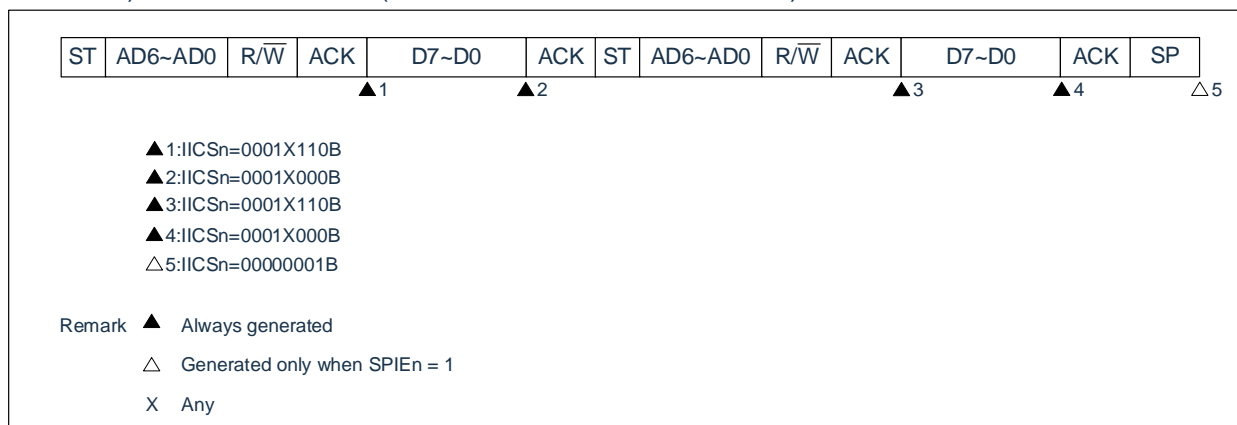 ST AD6~AD0 R/W̅ ACK D7~D0 ACK ST AD6~AD0 R/W̅ ACK D7~D0 ACK SP
▲1 ▲2 ▲3 ▲4 △5
▲1:IICSn=0001X110B
▲2:IICSn=0001X000B
▲3:IICSn=0001X110B
▲4:IICSn=0001X000B
△5:IICSn=00000001B
Remark ▲ Always generated
△ Generated only when SPIEn = 1
X Any